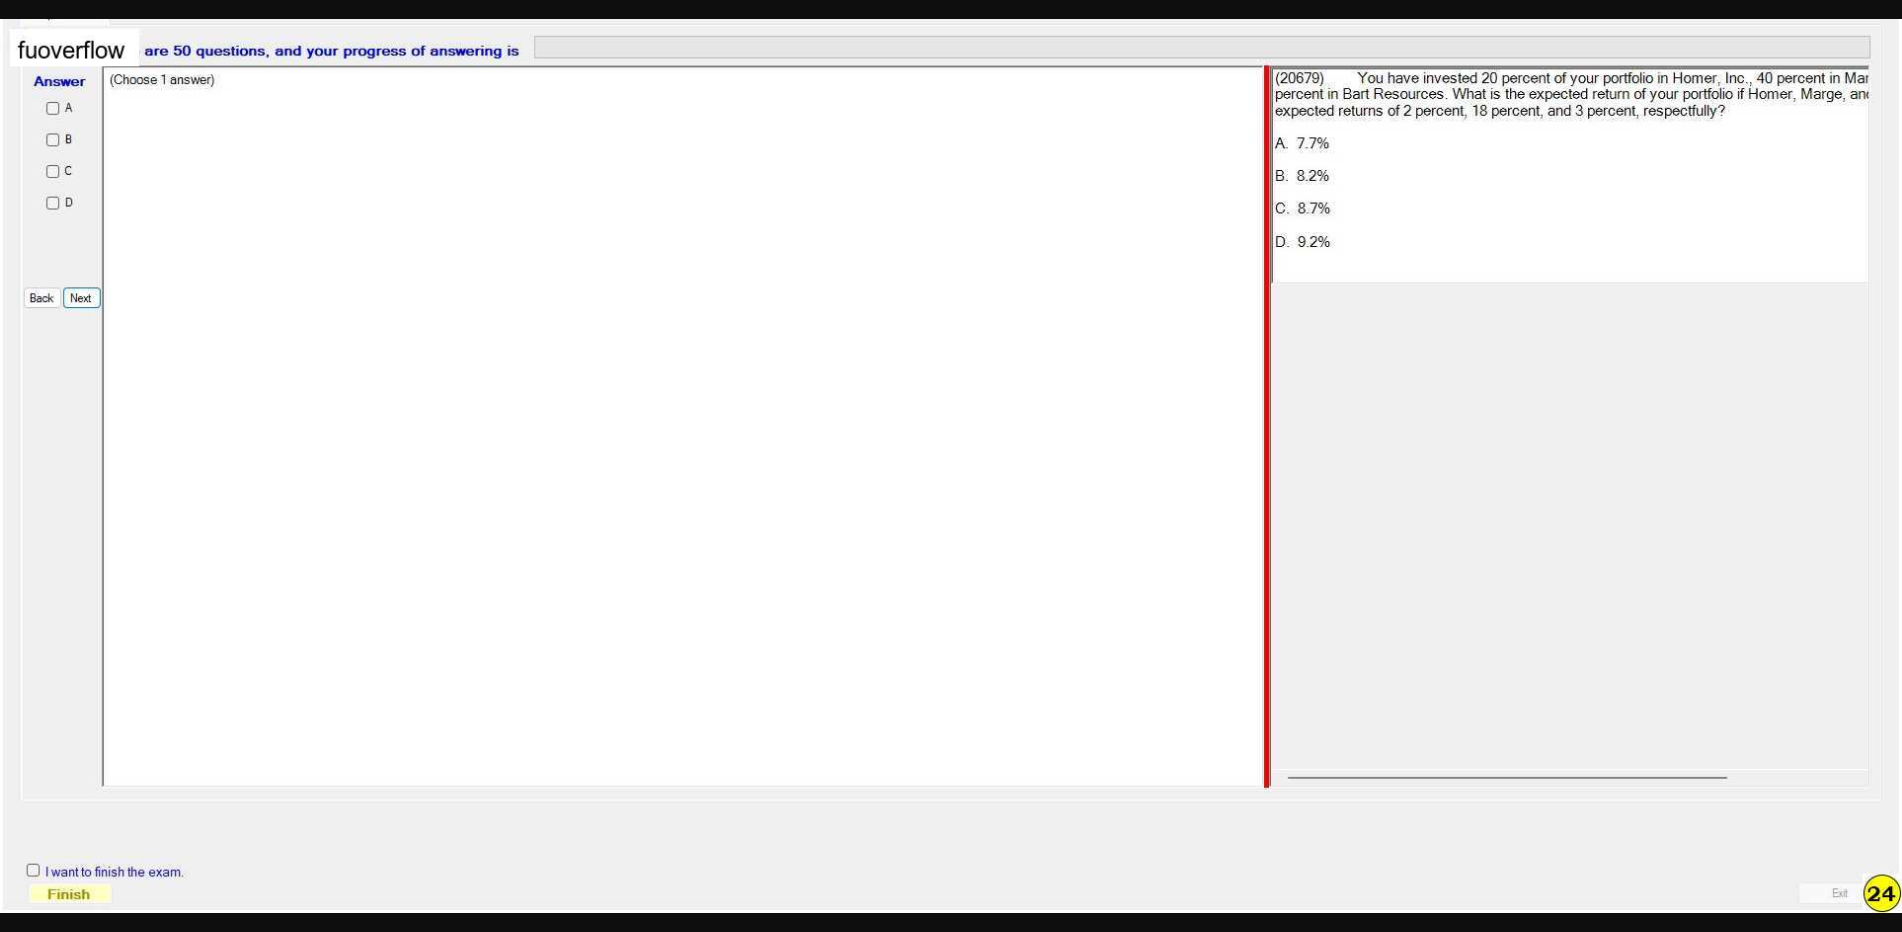 fuoverflow are 50 questions, and your progress of answering is
Answer
A
B
C
D
Back Next
(Choose 1 answer)
(20679) You have invested 20 percent of your portfolio in Homer, Inc., 40 percent in Mar
percent in Bart Resources. What is the expected return of your portfolio if Homer, Marge, and
expected returns of 2 percent, 18 percent, and 3 percent, respectfully?
A. 7.7%
B. 8.2%
C. 8.7%
D. 9.2%
I want to finish the exam.
Finish
Exit 24